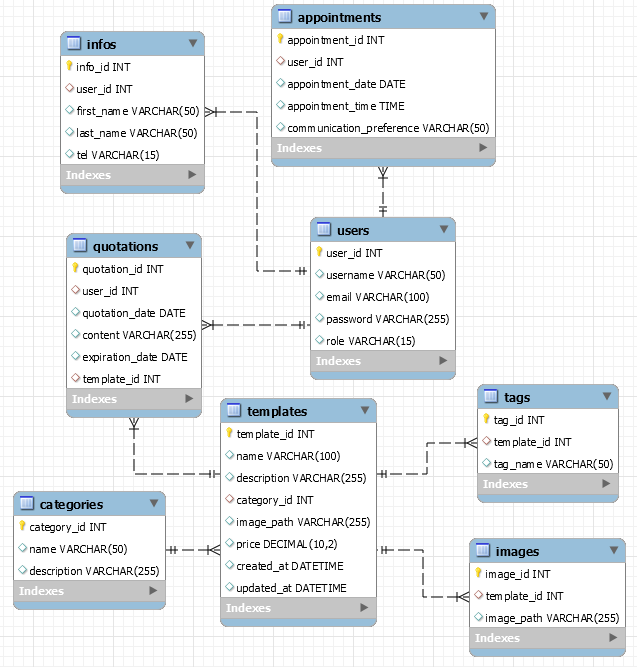 appointments
appointment_id INT
user_id INT
appointment_date DATE
appointment_time TIME
communication_preference VARCHAR(50)
Indexes
infos
info_id INT
user_id INT
first_name VARCHAR(50)
last_name VARCHAR(50)
tel VARCHAR(15)
Indexes
users
user_id INT
username VARCHAR(50)
email VARCHAR(100)
password VARCHAR(255)
role VARCHAR(15)
Indexes
quotations
quotation_id INT
user_id INT
quotation_date DATE
content VARCHAR(255)
expiration_date DATE
template_id INT
Indexes
templates
template_id INT
name VARCHAR(100)
description VARCHAR(255)
category_id INT
image_path VARCHAR(255)
price DECIMAL(10,2)
created_at DATETIME
updated_at DATETIME
Indexes
tags
tag_id INT
template_id INT
tag_name VARCHAR(50)
Indexes
categories
category_id INT
name VARCHAR(50)
description VARCHAR(255)
Indexes
images
image_id INT
template_id INT
image_path VARCHAR(255)
Indexes